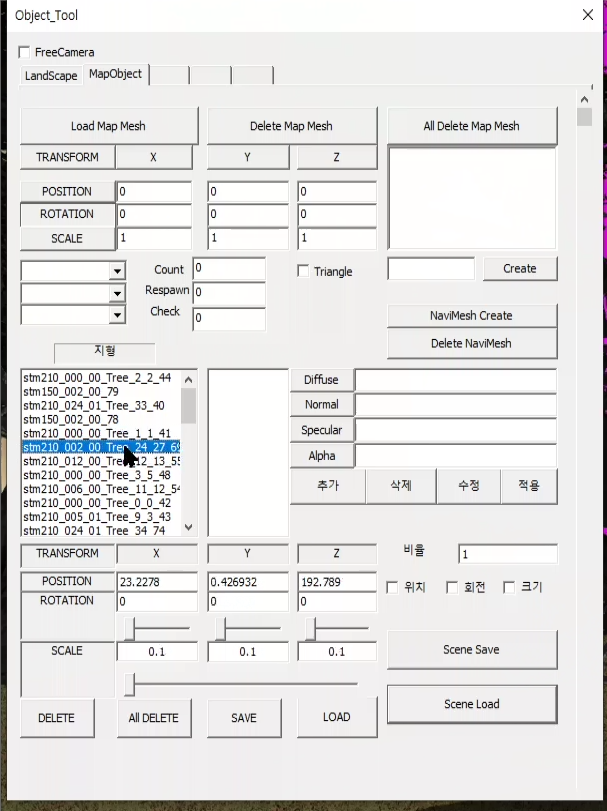 Object_Tool
FreeCamera
LandScape MapObject
Load Map Mesh Delete Map Mesh All Delete Map Mesh
TRANSFORM X Y Z
POSITION 0 0 0
ROTATION 0 0 0
SCALE 1 1 1
Count 0 Triangle Create
Respawn 0
Check 0
NaviMesh Create
지형 Delete NaviMesh
stm210_000_00_Tree_2_2_44
stm150_002_00_79
stm210_024_01_Tree_33_40
stm150_002_00_78
stm210_000_00_Tree_1_1_41
stm210_002_00_Tree_24_27_69
stm210_012_00_Tree_12_13_55
stm210_000_00_Tree_3_5_48
stm210_006_00_Tree_11_12_54
stm210_000_00_Tree_0_0_42
stm210_005_01_Tree_9_3_43
stm210_024_01_Tree_34_74
Diffuse
Normal
Specular
Alpha
추가 삭제 수정 적용
TRANSFORM X Y Z 비율 1
POSITION 23.2278 0.426932 192.789 위치 회전 크기
ROTATION 0 0 0
SCALE 0.1 0.1 0.1 Scene Save
Scene Load
DELETE All DELETE SAVE LOAD